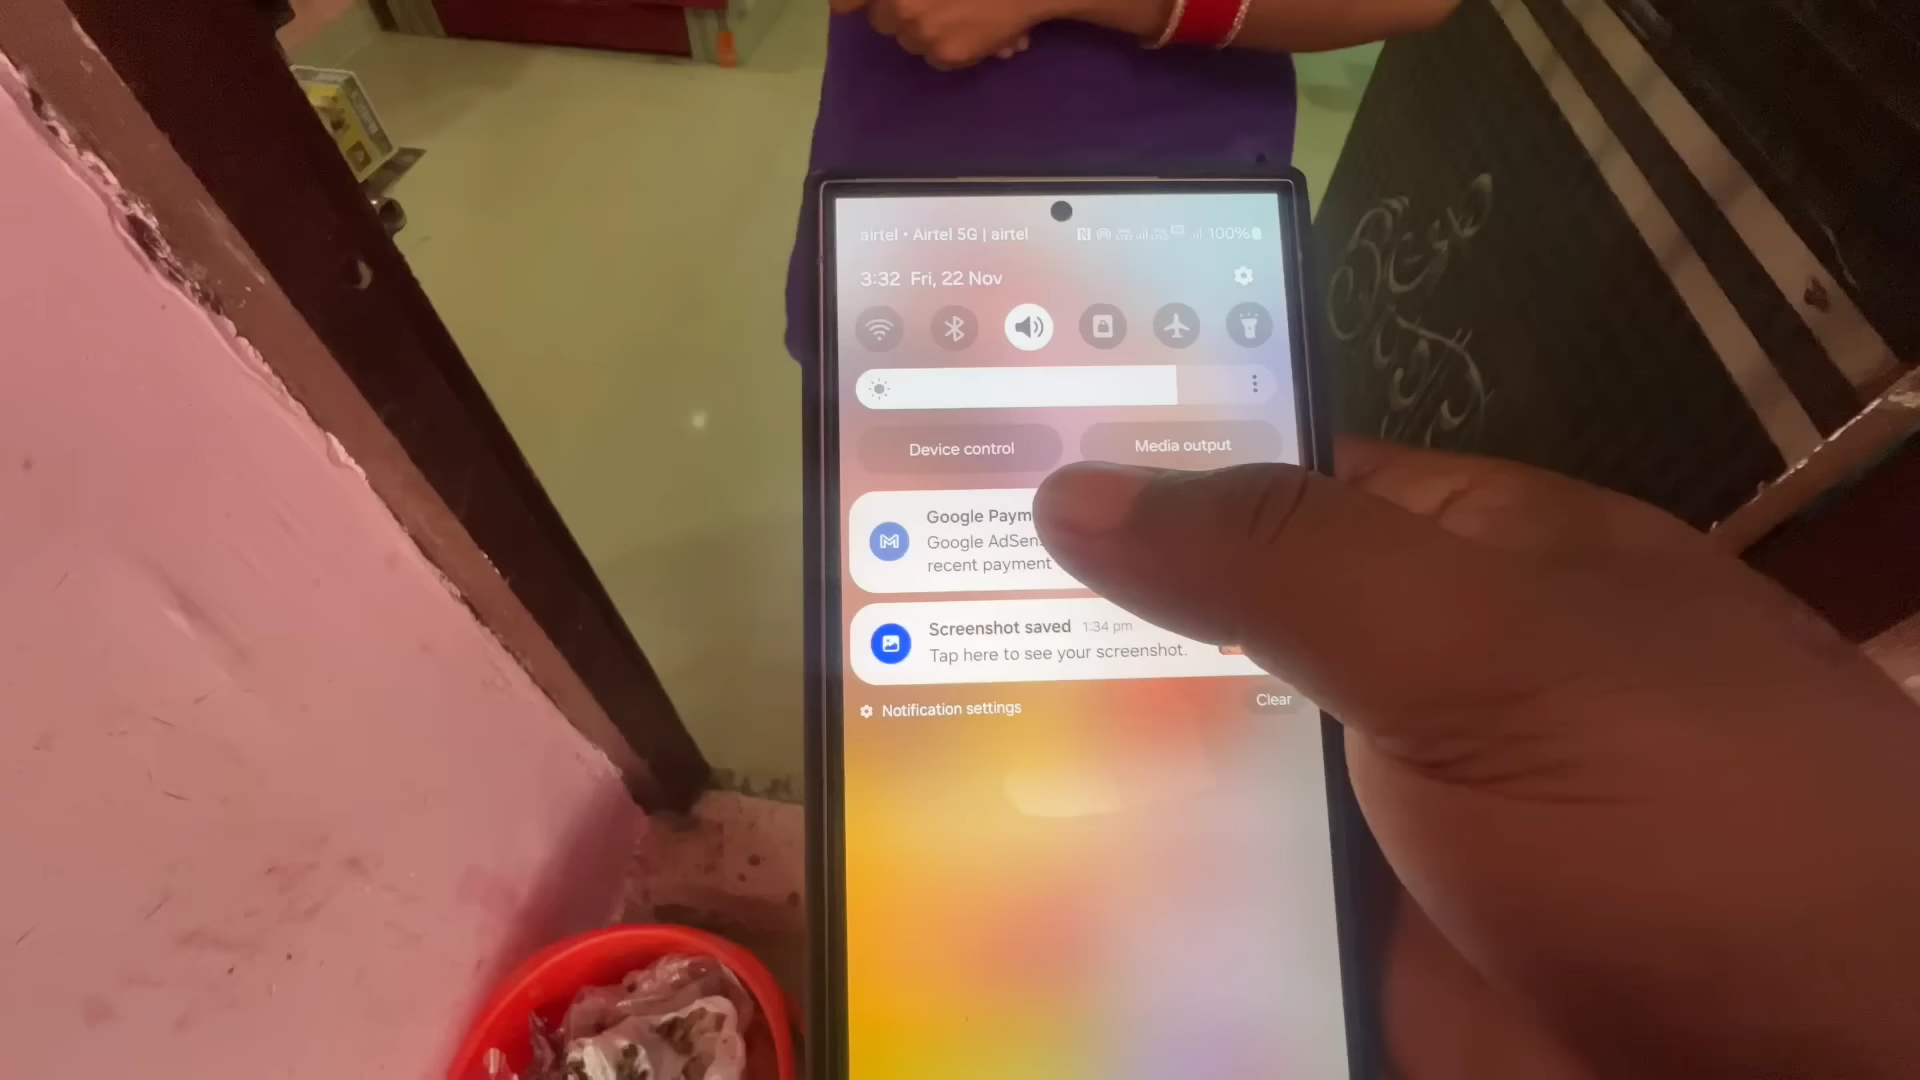 airtel • Airtel 5G | airtel 100%
3:32 Fri, 22 Nov
Device control
Media output
Google Paym
Google AdSen
recent payment
Screenshot saved 1:34 pm
Tap here to see your screenshot.
Notification settings
Clear